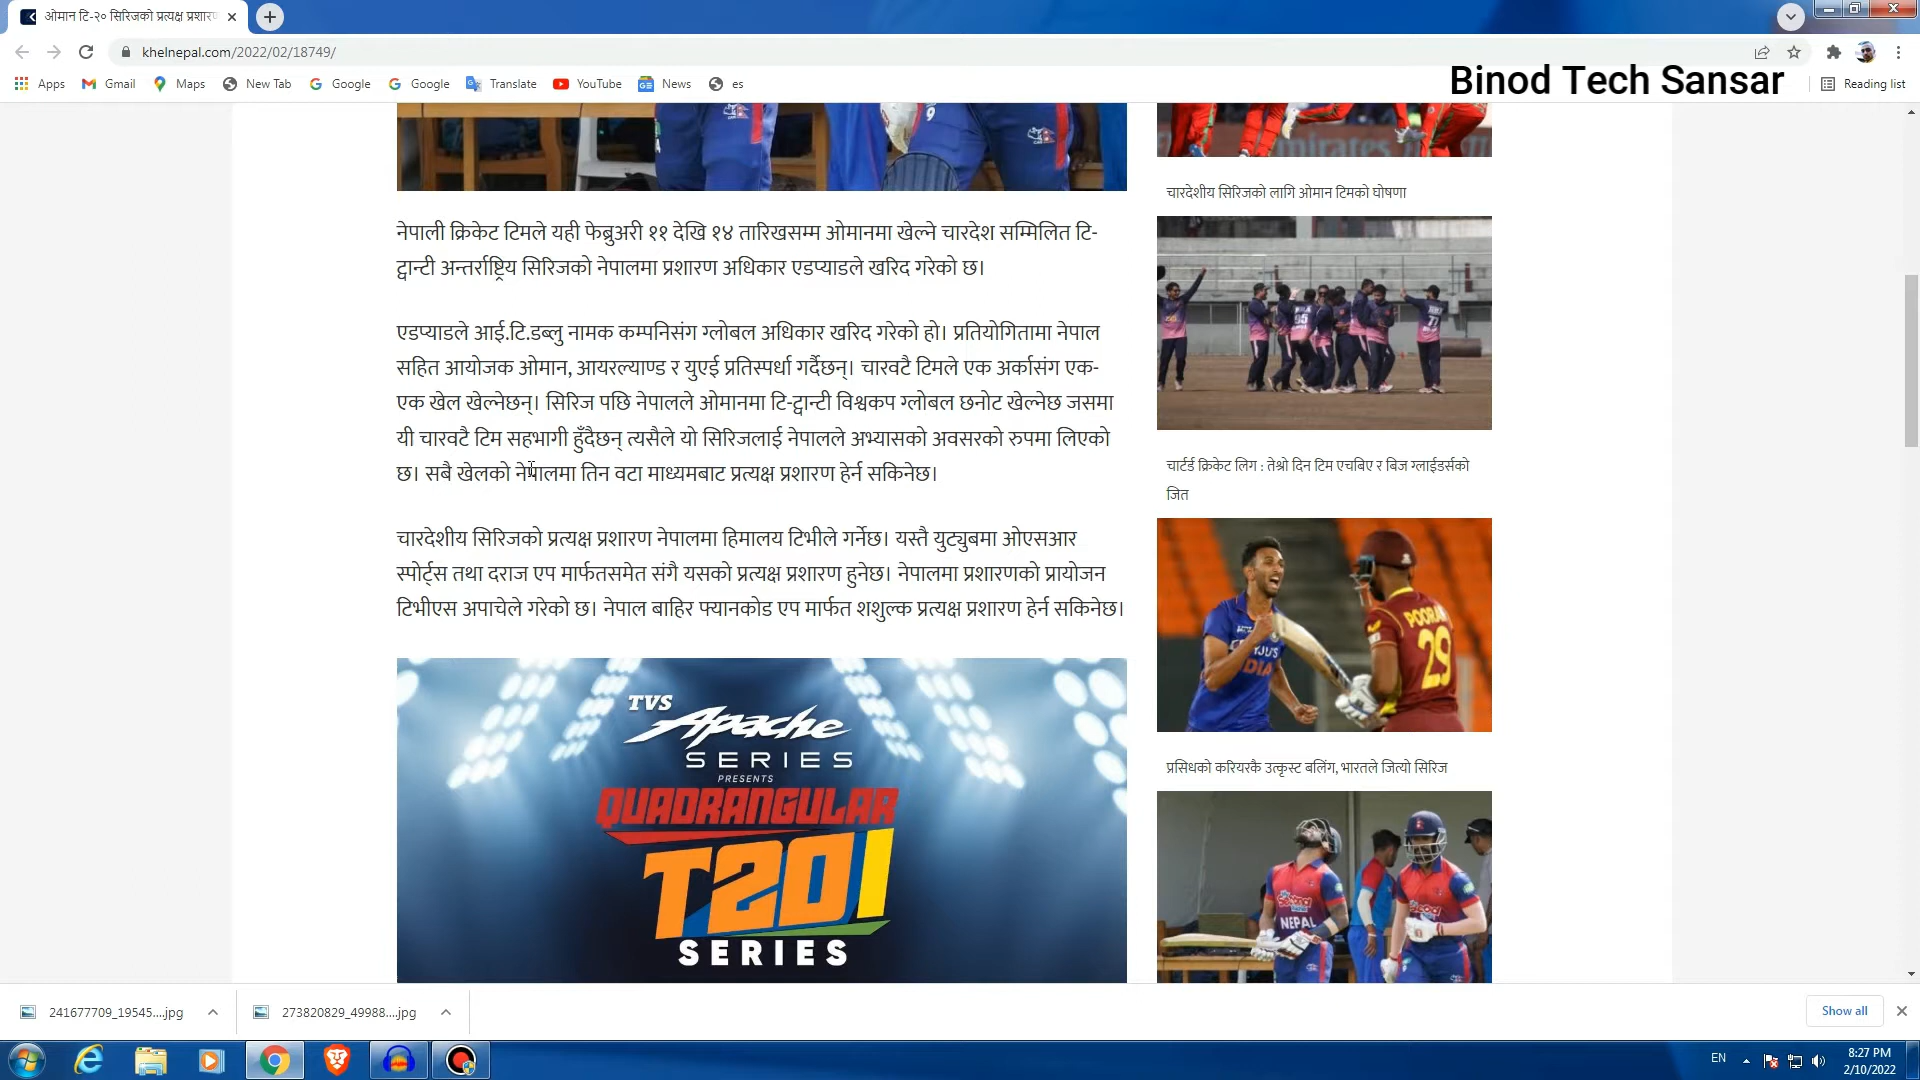 ओमान टि-२० सिरिजको प्रत्यक्ष प्रशारण
khelnepal.com/2022/02/18749/
Apps
Gmail
Maps
New Tab
Google
Google
Translate
YouTube
News
es
Binod Tech Sansar
Reading list
नेपाली क्रिकेट टिमले यही फेब्रुअरी ११ देखि १४ तारिखसम्म ओमानमा खेल्ने चारदेश सम्मिलित टि-
ट्वान्टी अन्तर्राष्ट्रिय सिरिजको नेपालमा प्रशारण अधिकार एडप्याडले खरिद गरेको छ।
एडप्याडले आई.टि.डब्लु नामक कम्पनिसंग ग्लोबल अधिकार खरिद गरेको हो। प्रतियोगितामा नेपाल
सहित आयोजक ओमान, आयरल्याण्ड र युएई प्रतिस्पर्धा गर्दैछन्। चारवटै टिमले एक अर्कासंग एक-
एक खेल खेल्नेछन्। सिरिज पछि नेपालले ओमानमा टि-ट्वान्टी विश्वकप ग्लोबल छनोट खेल्नेछ जसमा
यी चारवटै टिम सहभागी हुँदैछन् त्यसैले यो सिरिजलाई नेपालले अभ्यासको अवसरको रुपमा लिएको
छ। सबै खेलको नेपालमा तिन वटा माध्यमबाट प्रत्यक्ष प्रशारण हेर्न सकिनेछ।
चारदेशीय सिरिजको प्रत्यक्ष प्रशारण नेपालमा हिमालय टिभीले गर्नेछ। यस्तै युट्युबमा ओएसआर
स्पोर्ट्स तथा दराज एप मार्फतसमेत संगै यसको प्रत्यक्ष प्रशारण हुनेछ। नेपालमा प्रशारणको प्रायोजन
टिभीएस अपाचेले गरेको छ। नेपाल बाहिर फ्यानकोड एप मार्फत शशुल्क प्रत्यक्ष प्रशारण हेर्न सकिनेछ।
TVS
Apache
SERIES
PRESENTS
QUADRANGULAR
T20I
SERIES
Emirates
चारदेशीय सिरिजको लागि ओमान टिमको घोषणा
77
चार्टर्ड क्रिकेट लिग : तेश्रो दिन टिम एचबिए र बिज ग्लाईडर्सको
जित
BYJU'S
INDIA
POORAN
29
प्रसिधको करियरकै उत्कृस्ट बलिंग, भारतले जित्यो सिरिज
NEPAL
241677709_19545....jpg
273820829_49988....jpg
Show all
EN
8:27 PM
2/10/2022